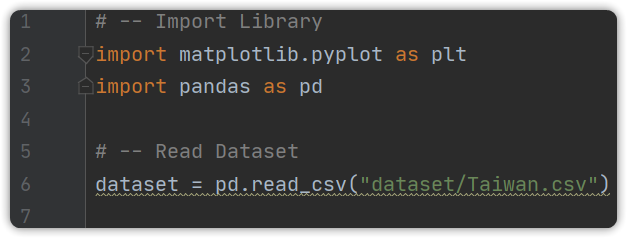 1 # -- Import Library
2 import matplotlib.pyplot as plt
3 import pandas as pd
4
5 # -- Read Dataset
6 dataset = pd.read_csv("dataset/Taiwan.csv")
7